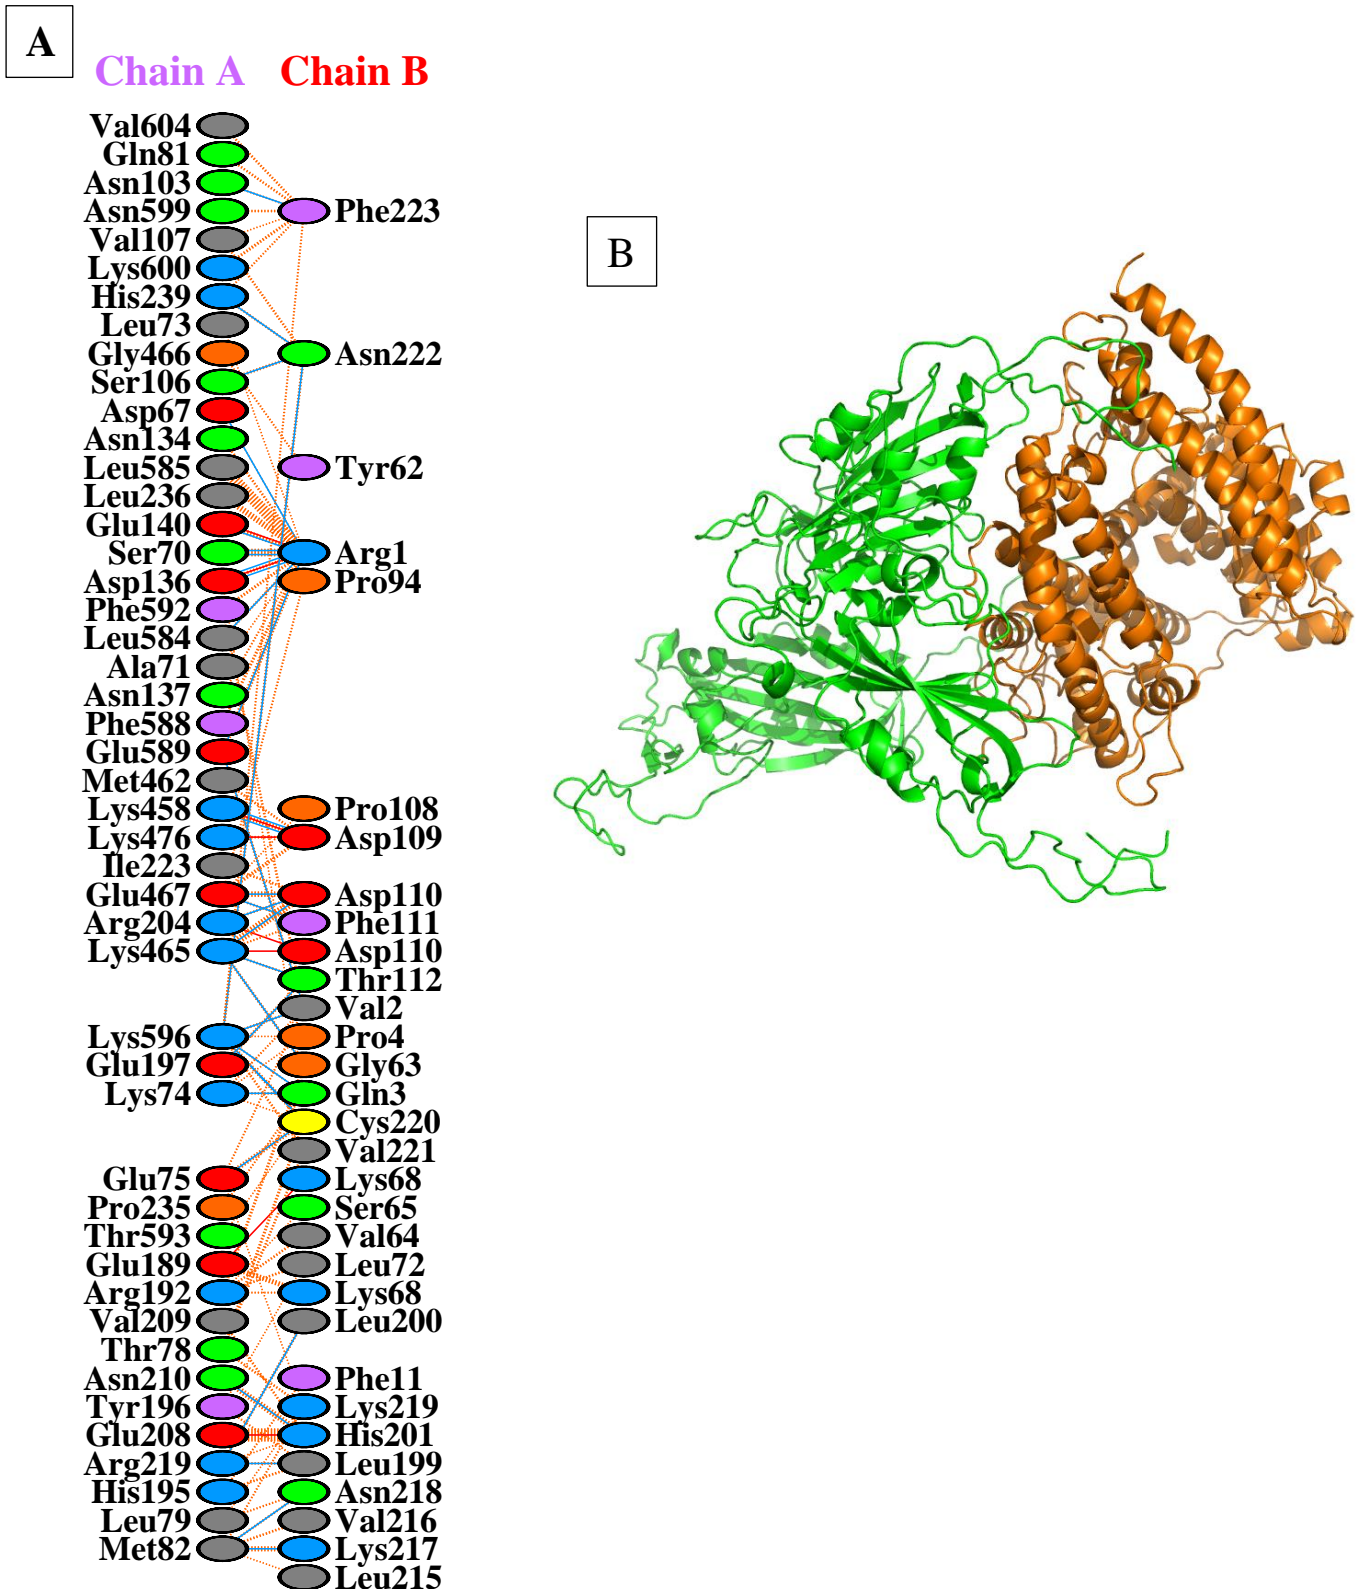 A
Chain A Chain B
Val604
Gln81
Asn103
Asn599 Phe223
Val107
Lys600
His239
Leu73
Gly466 Asn222
Ser106
Asp67
Asn134
Leu585 Tyr62
Leu236
Glu140
Ser70 Arg1
Asp136 Pro94
Phe592
Leu584
Ala71
Asn137
Phe588
Glu589
Met462
Lys458 Pro108
Lys476 Asp109
Ile223
Glu467 Asp110
Arg204 Phe111
Lys465 Asp110
Thr112
Val2
Lys596 Pro4
Glu197 Gly63
Lys74 Gln3
Cys220
Val221
Glu75 Lys68
Pro235 Ser65
Thr593 Val64
Glu189 Leu72
Arg192 Lys68
Val209 Leu200
Thr78
Asn210 Phe11
Tyr196 Lys219
Glu208 His201
Arg219 Leu199
His195 Asn218
Leu79 Val216
Met82 Lys217
Leu215
B